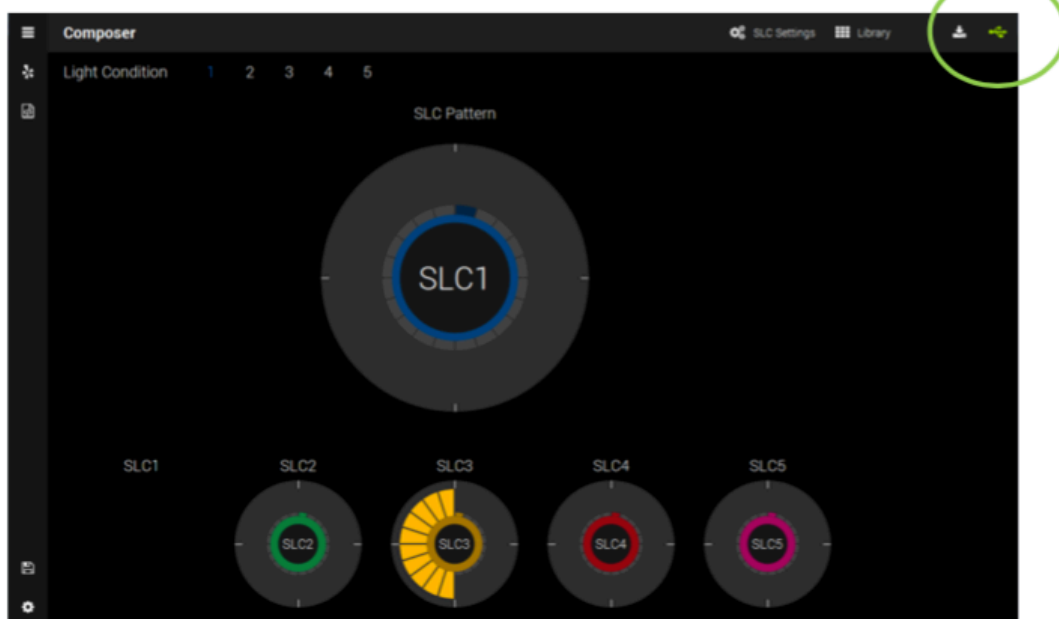 Composer SLC Settings Library
Light Condition 1 2 3 4 5
SLC Pattern
SLC1
SLC1 SLC2 SLC3 SLC4 SLC5
SLC2 SLC3 SLC4 SLC5